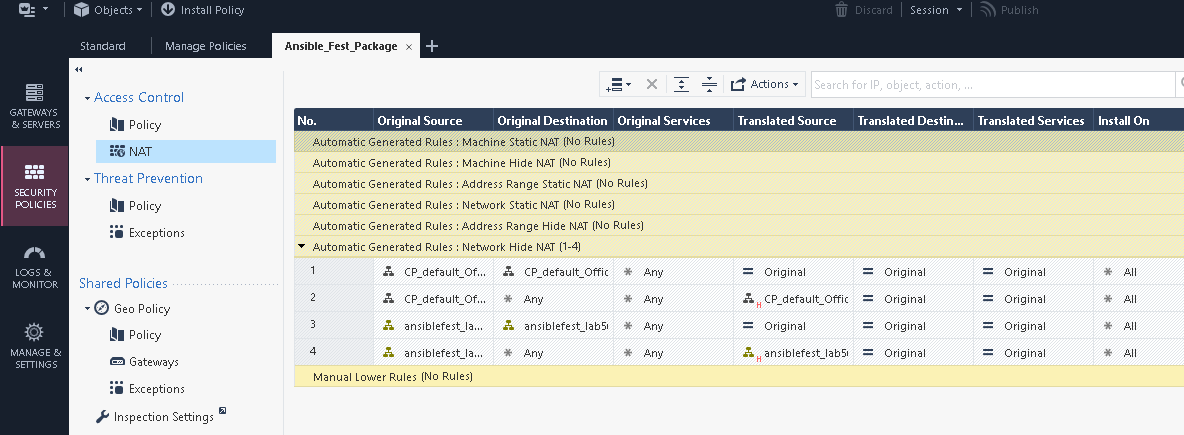 Objects Install Policy Discard Session Publish
Standard Manage Policies Ansible_Fest_Package × +
GATEWAYS & SERVERS
SECURITY POLICIES
LOGS & MONITOR
MANAGE & SETTINGS
Access Control
Policy
NAT
Threat Prevention
Policy
Exceptions
Shared Policies
Geo Policy
Policy
Gateways
Exceptions
Inspection Settings
Actions Search for IP, object, action, ...
No. Original Source Original Destination Original Services Translated Source Translated Destin... Translated Services Install On
Automatic Generated Rules : Machine Static NAT (No Rules)
Automatic Generated Rules : Machine Hide NAT (No Rules)
Automatic Generated Rules : Address Range Static NAT (No Rules)
Automatic Generated Rules : Network Static NAT (No Rules)
Automatic Generated Rules : Address Range Hide NAT (No Rules)
Automatic Generated Rules : Network Hide NAT (1-4)
1 CP_default_Of... CP_default_Offic * Any = Original = Original = Original * All
2 CP_default_Of... * Any * Any H CP_default_Offic = Original = Original * All
3 ansiblefest_la... ansiblefest_lab5 * Any = Original = Original = Original * All
4 ansiblefest_la... * Any * Any H ansiblefest_lab5 = Original = Original * All
Manual Lower Rules (No Rules)